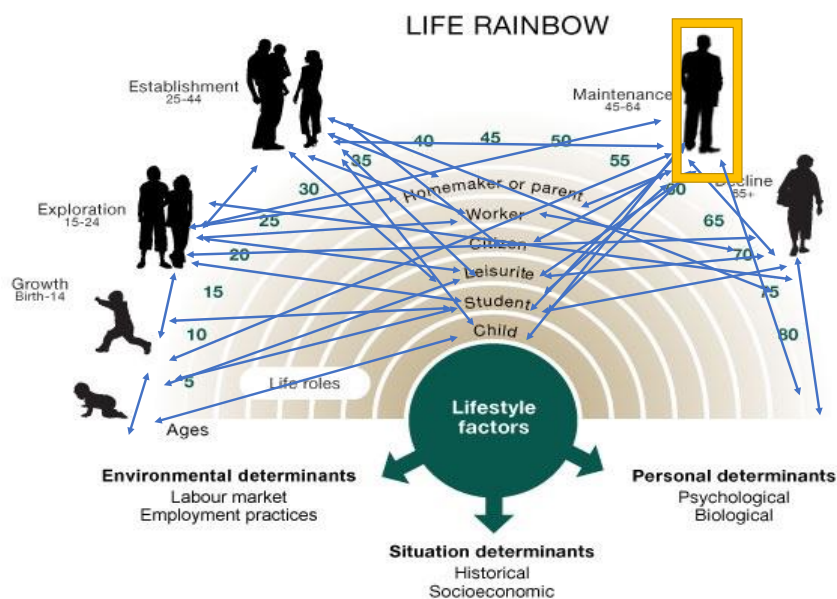 LIFE RAINBOW
Establishment
25-44
Maintenance
45-64
Exploration
15-24
Decline
65+
Growth
Birth-14
5
10
15
20
25
30
35
40
45
50
55
60
65
70
75
80
Homemaker or parent
Worker
Citizen
Leisurite
Student
Child
Life roles
Ages
Lifestyle
factors
Environmental determinants
Labour market
Employment practices
Personal determinants
Psychological
Biological
Situation determinants
Historical
Socioeconomic